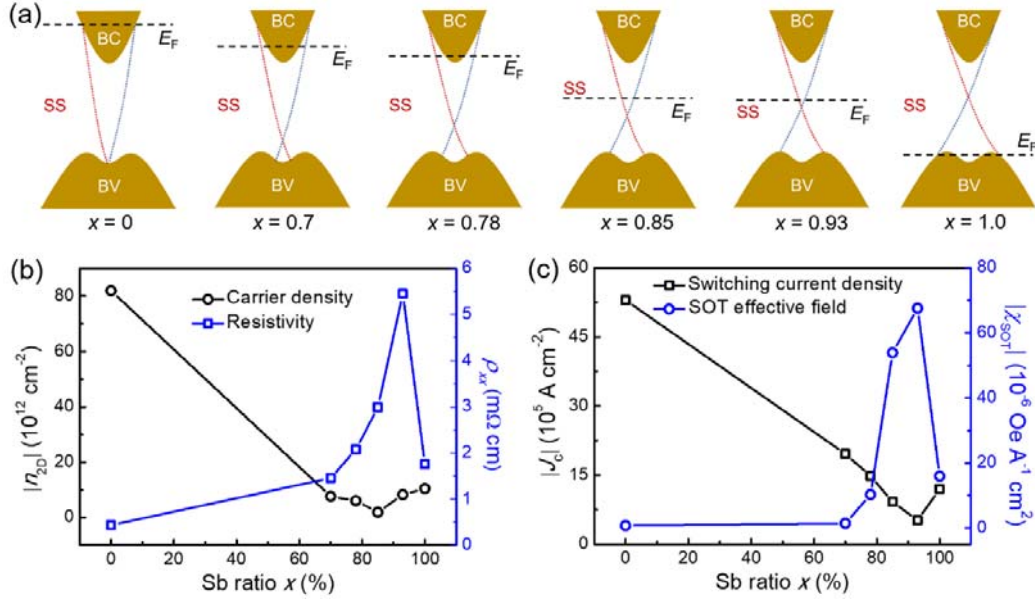 (a)
BC
E_F
SS
BV
x = 0
BC
E_F
SS
BV
x = 0.7
BC
E_F
SS
BV
x = 0.78
BC
SS
E_F
BV
x = 0.85
BC
SS
E_F
BV
x = 0.93
BC
SS
E_F
BV
x = 1.0
(b)
Carrier density
Resistivity
|n_2D| (10^12 cm^-2)
80
60
40
20
0
ρ_xx (mΩ cm)
6
5
4
3
2
1
0
0 20 40 60 80 100
Sb ratio x (%)
(c)
Switching current density
SOT effective field
|J_c| (10^5 A cm^-2)
60
45
30
15
0
|χ_SOT| (10^-6 Oe A^-1 cm^2)
80
60
40
20
0
0 20 40 60 80 100
Sb ratio x (%)